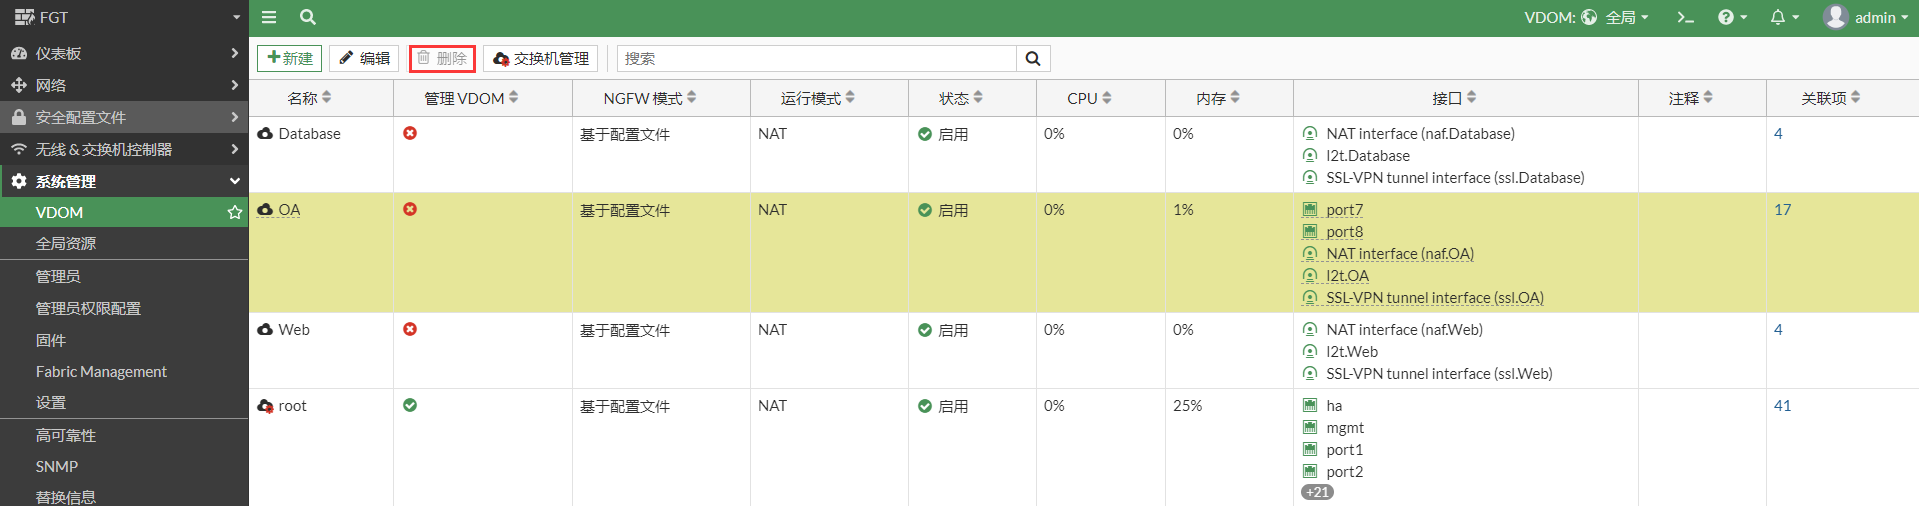 FGT
VDOM: 全局
admin
仪表板
网络
安全配置文件
无线 & 交换机控制器
系统管理
VDOM
全局资源
管理员
管理员权限配置
固件
Fabric Management
设置
高可靠性
SNMP
替换信息
新建 编辑 删除 交换机管理 搜索
名称 管理 VDOM NGFW 模式 运行模式 状态 CPU 内存 接口 注释 关联项
Database 基于配置文件 NAT 启用 0% 0% NAT interface (naf.Database) 4
l2t.Database
SSL-VPN tunnel interface (ssl.Database)
OA 基于配置文件 NAT 启用 0% 1% port7 17
port8
NAT interface (naf.OA)
l2t.OA
SSL-VPN tunnel interface (ssl.OA)
Web 基于配置文件 NAT 启用 0% 0% NAT interface (naf.Web) 4
l2t.Web
SSL-VPN tunnel interface (ssl.Web)
root 基于配置文件 NAT 启用 0% 25% ha 41
mgmt
port1
port2
+21